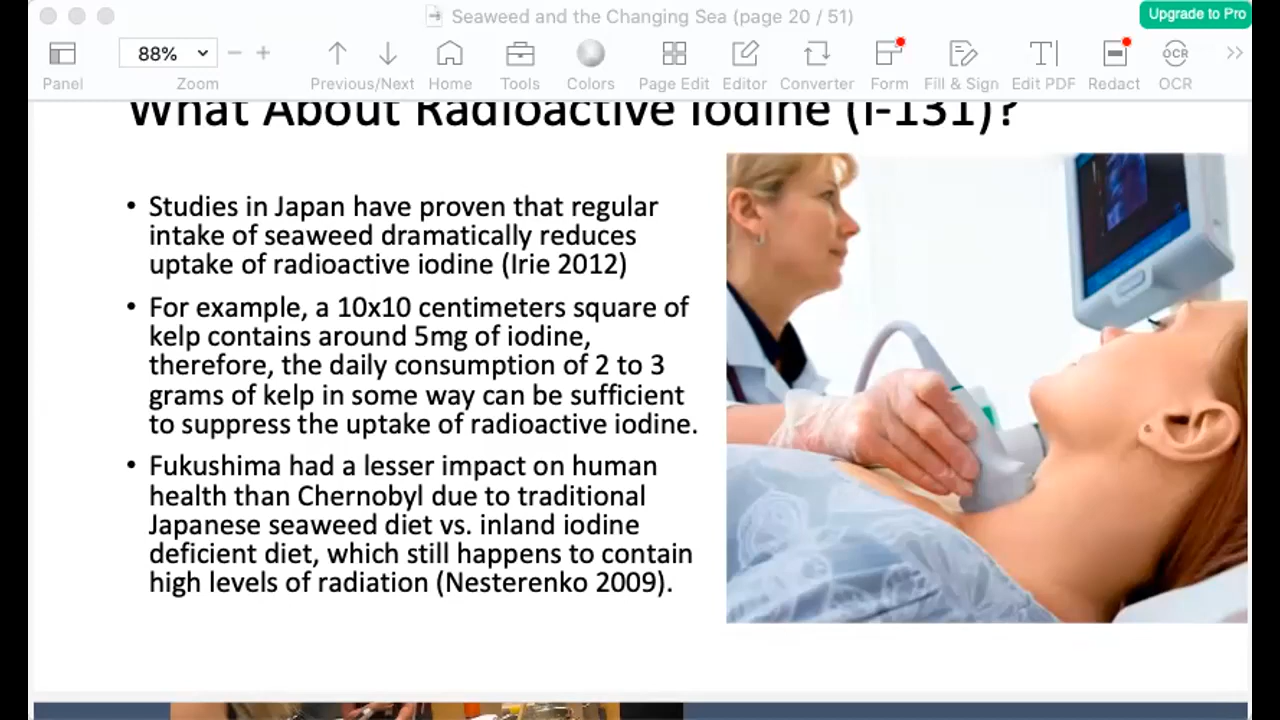 Seaweed and the Changing Sea (page 20 / 51)
Upgrade to Pro
88%
Panel
Zoom
Previous/Next
Home
Tools
Colors
Page Edit
Editor
Converter
Form
Fill & Sign
Edit PDF
Redact
OCR
OCR
What About Radioactive Iodine (I-131)?
• Studies in Japan have proven that regular
intake of seaweed dramatically reduces
uptake of radioactive iodine (Irie 2012)
• For example, a 10x10 centimeters square of
kelp contains around 5mg of iodine,
therefore, the daily consumption of 2 to 3
grams of kelp in some way can be sufficient
to suppress the uptake of radioactive iodine.
• Fukushima had a lesser impact on human
health than Chernobyl due to traditional
Japanese seaweed diet vs. inland iodine
deficient diet, which still happens to contain
high levels of radiation (Nesterenko 2009).